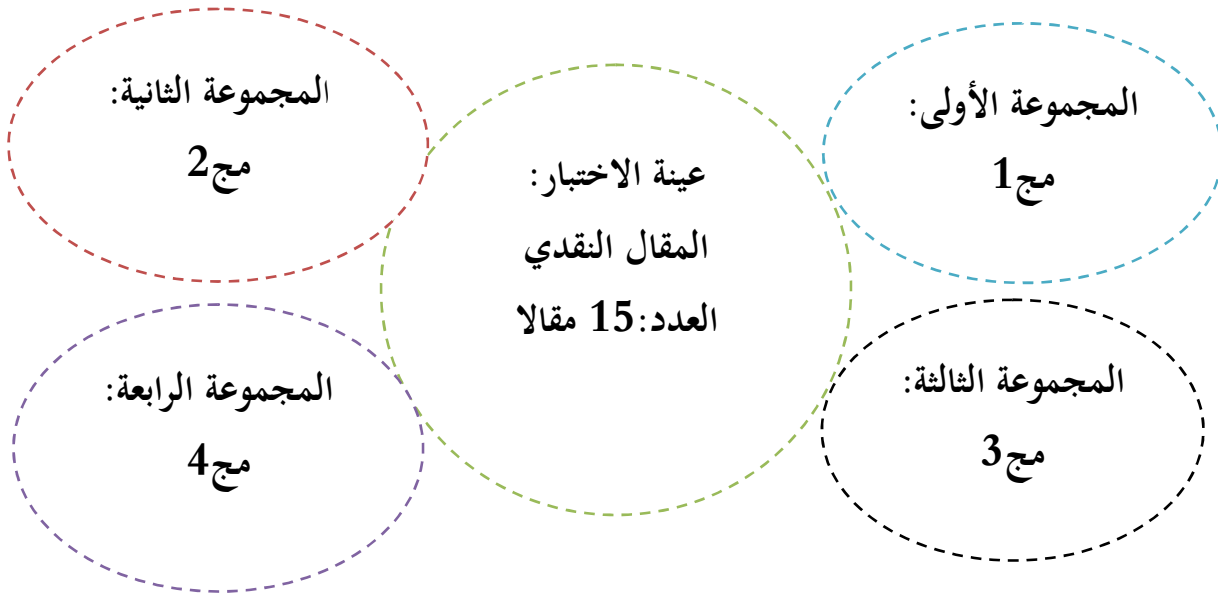 المجموعة الأولى:
مج1
المجموعة الثانية:
مج2
عينة الاختبار:
المقال النقدي
العدد:15 مقالا
المجموعة الثالثة:
مج3
المجموعة الرابعة:
مج4